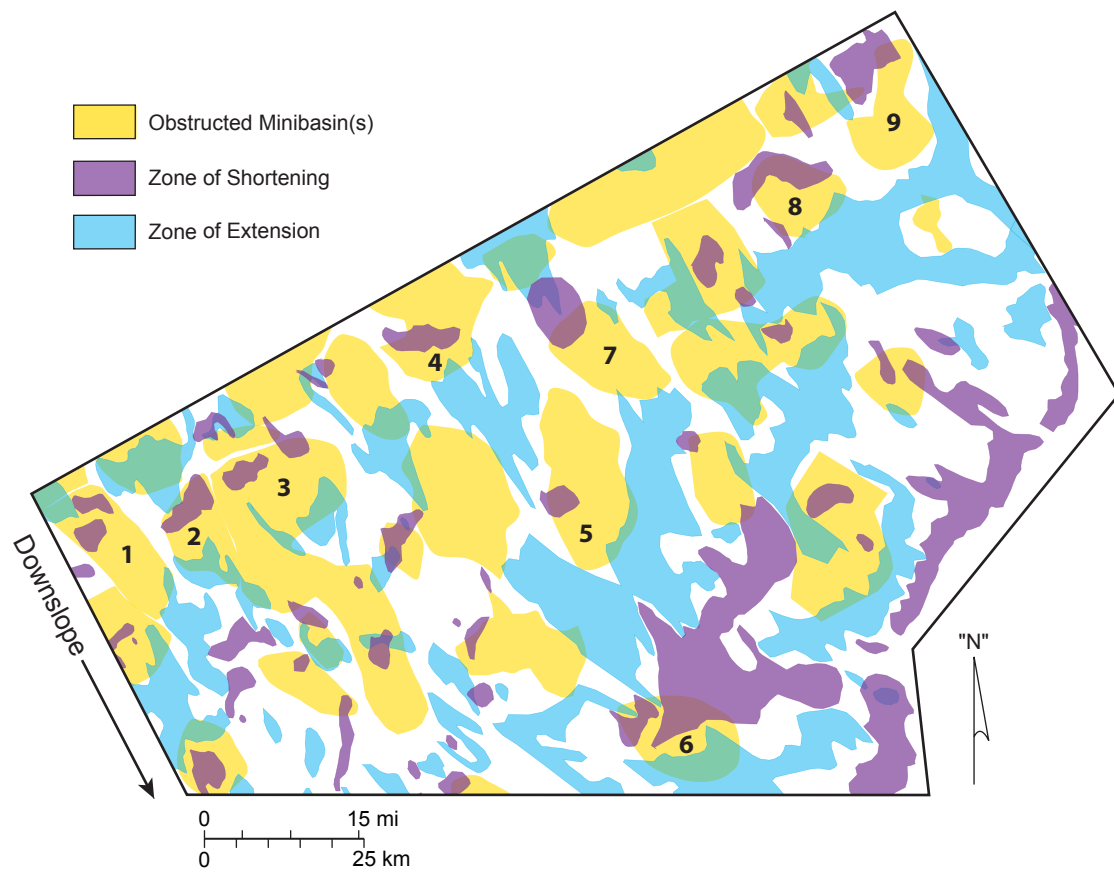 Obstructed Minibasin(s)
Zone of Shortening
Zone of Extension
9
8
7
4
3
5
2
1
6
Downslope
"N"
0 15 mi
0 25 km